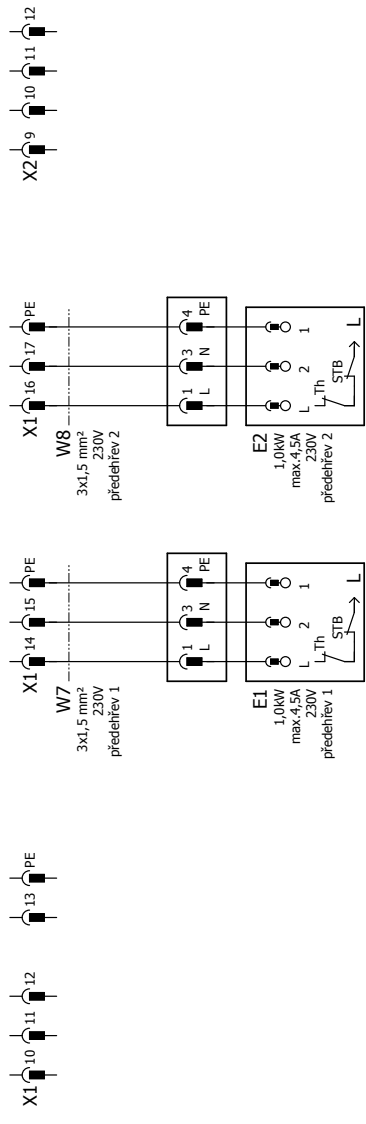 X1
10
11
12
13
PE
X1
14
15
PE
W7
3x1,5 mm²
230V
předehřev 1
1
3
4
L
N
PE
E1
1,0kW
max.4,5A
230V
předehřev 1
L
2
1
Th
STB
L
X1
16
17
PE
W8
3x1,5 mm²
230V
předehřev 2
1
3
4
L
N
PE
E2
1,0kW
max.4,5A
230V
předehřev 2
L
2
1
Th
STB
L
X2
9
10
11
12